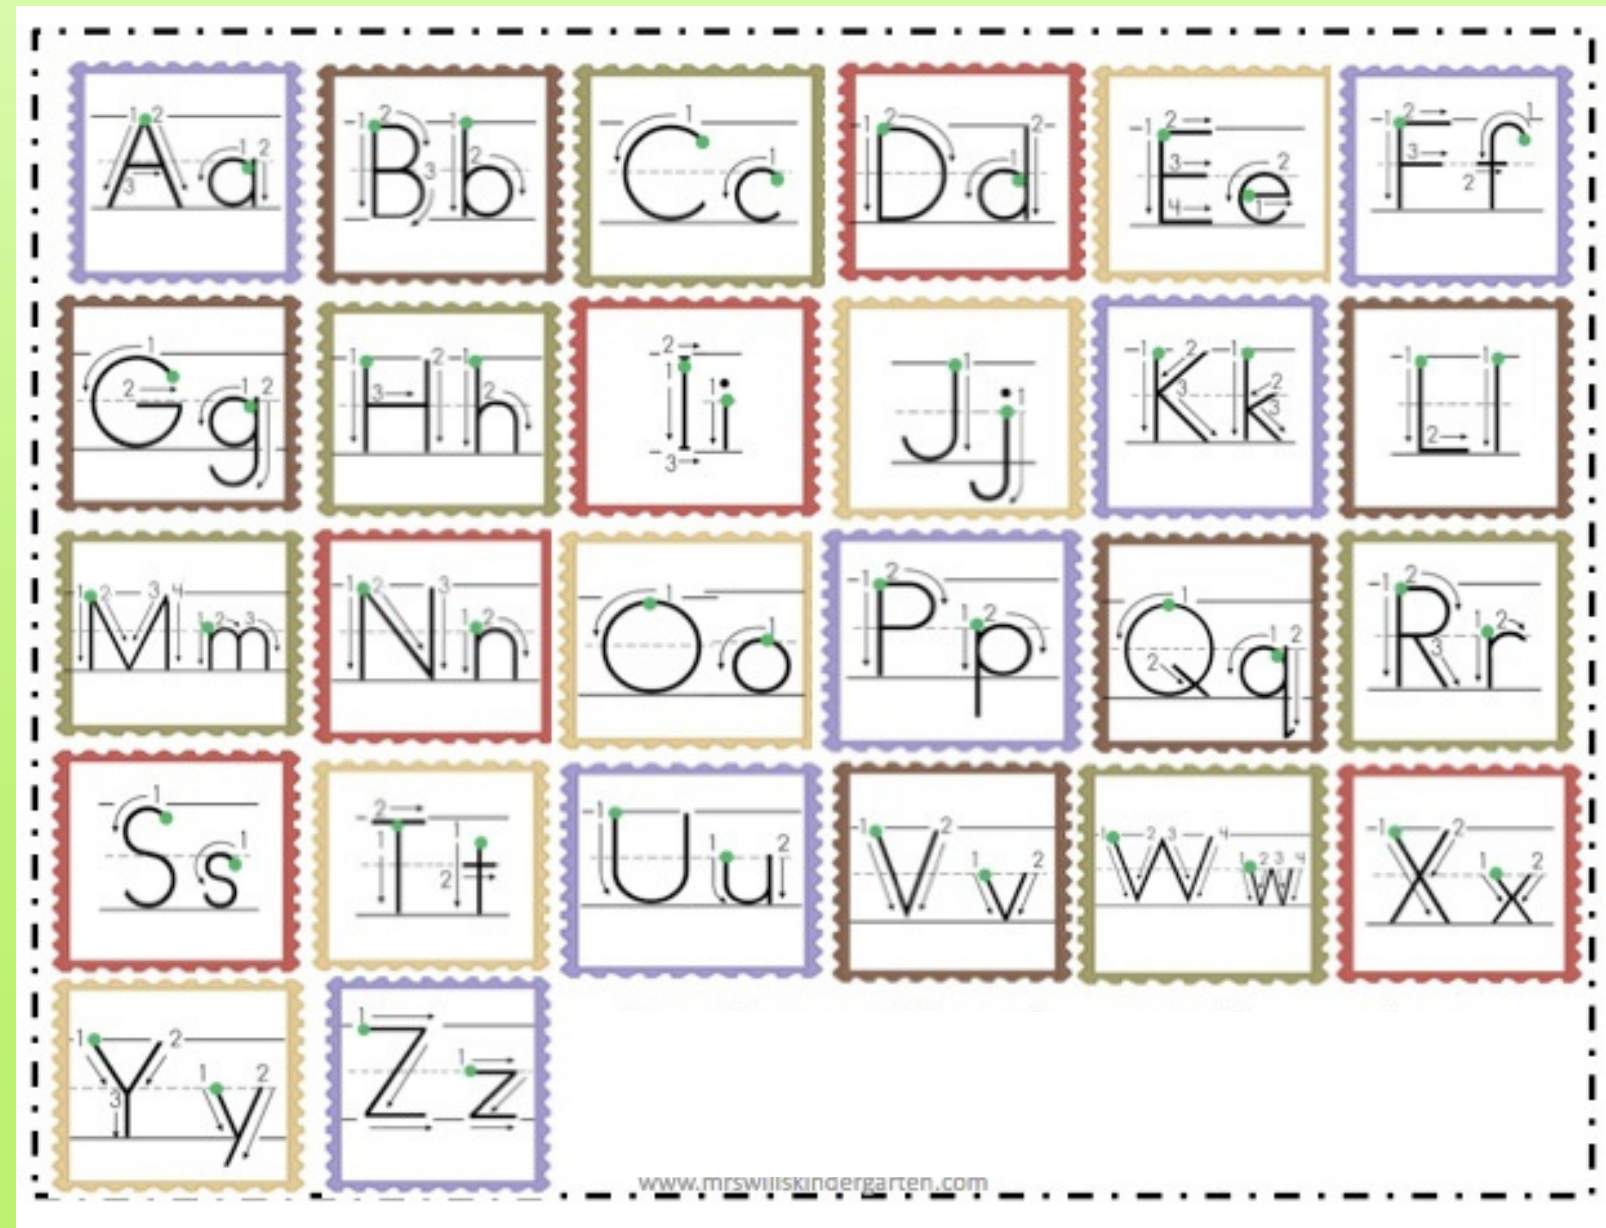 Aa Bb Cc Dd Ee Ff
Gg Hh Ii Jj Kk Ll
Mm Nn Oo Pp Qq Rr
Ss Tt Uu Vv Ww Xx
Yy Zz
www.mrswillskindergarten.com